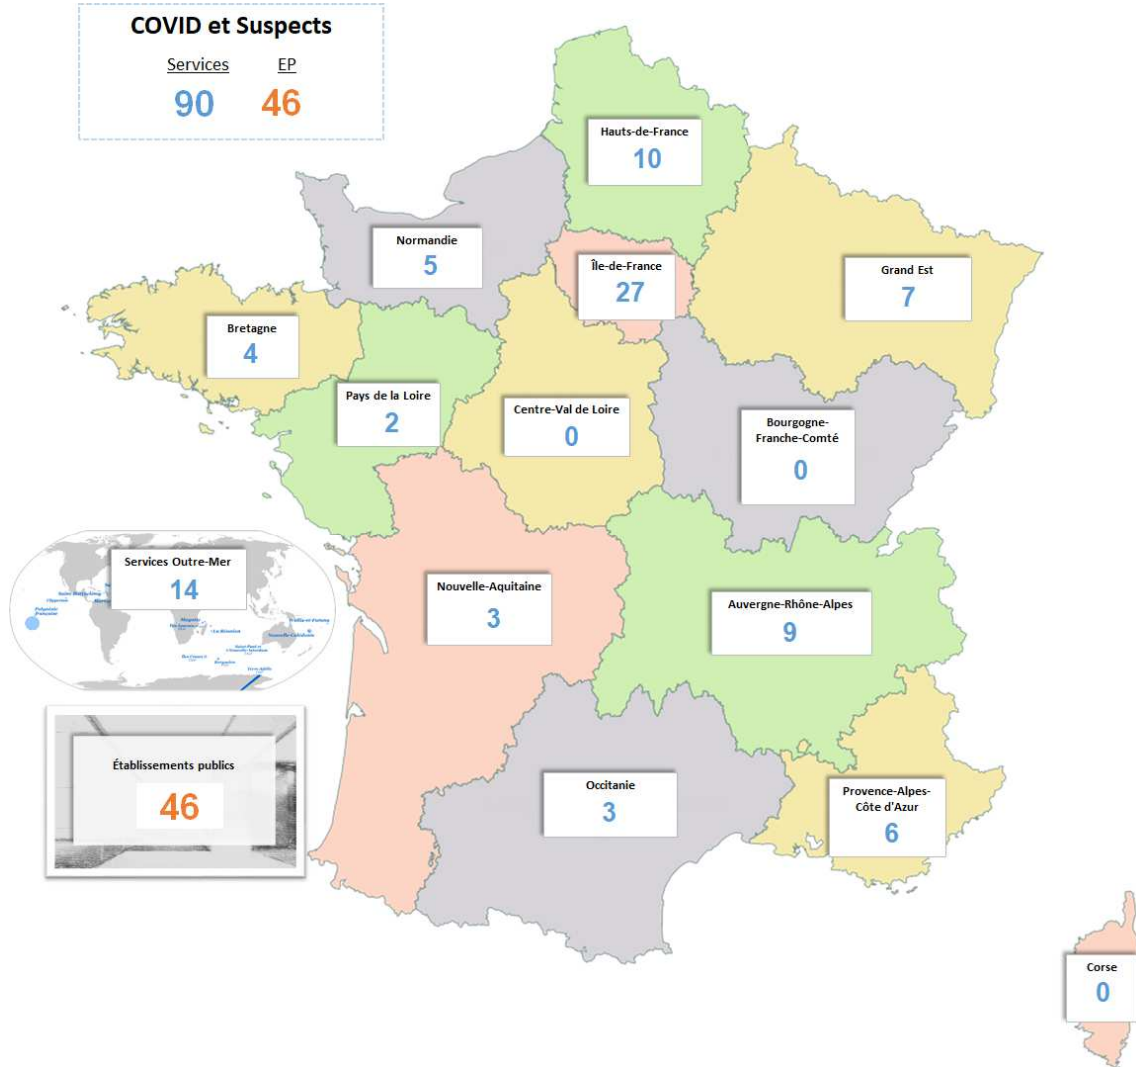 COVID et Suspects
Services EP
90 46
Hauts-de-France
10
Normandie
5
Île-de-France
27
Grand Est
7
Bretagne
4
Pays de la Loire
2
Centre-Val de Loire
0
Bourgogne-
Franche-Comté
0
Services Outre-Mer
14
Nouvelle-Aquitaine
3
Auvergne-Rhône-Alpes
9
Établissements publics
46
Occitanie
3
Provence-Alpes-
Côte d'Azur
6
Corse
0